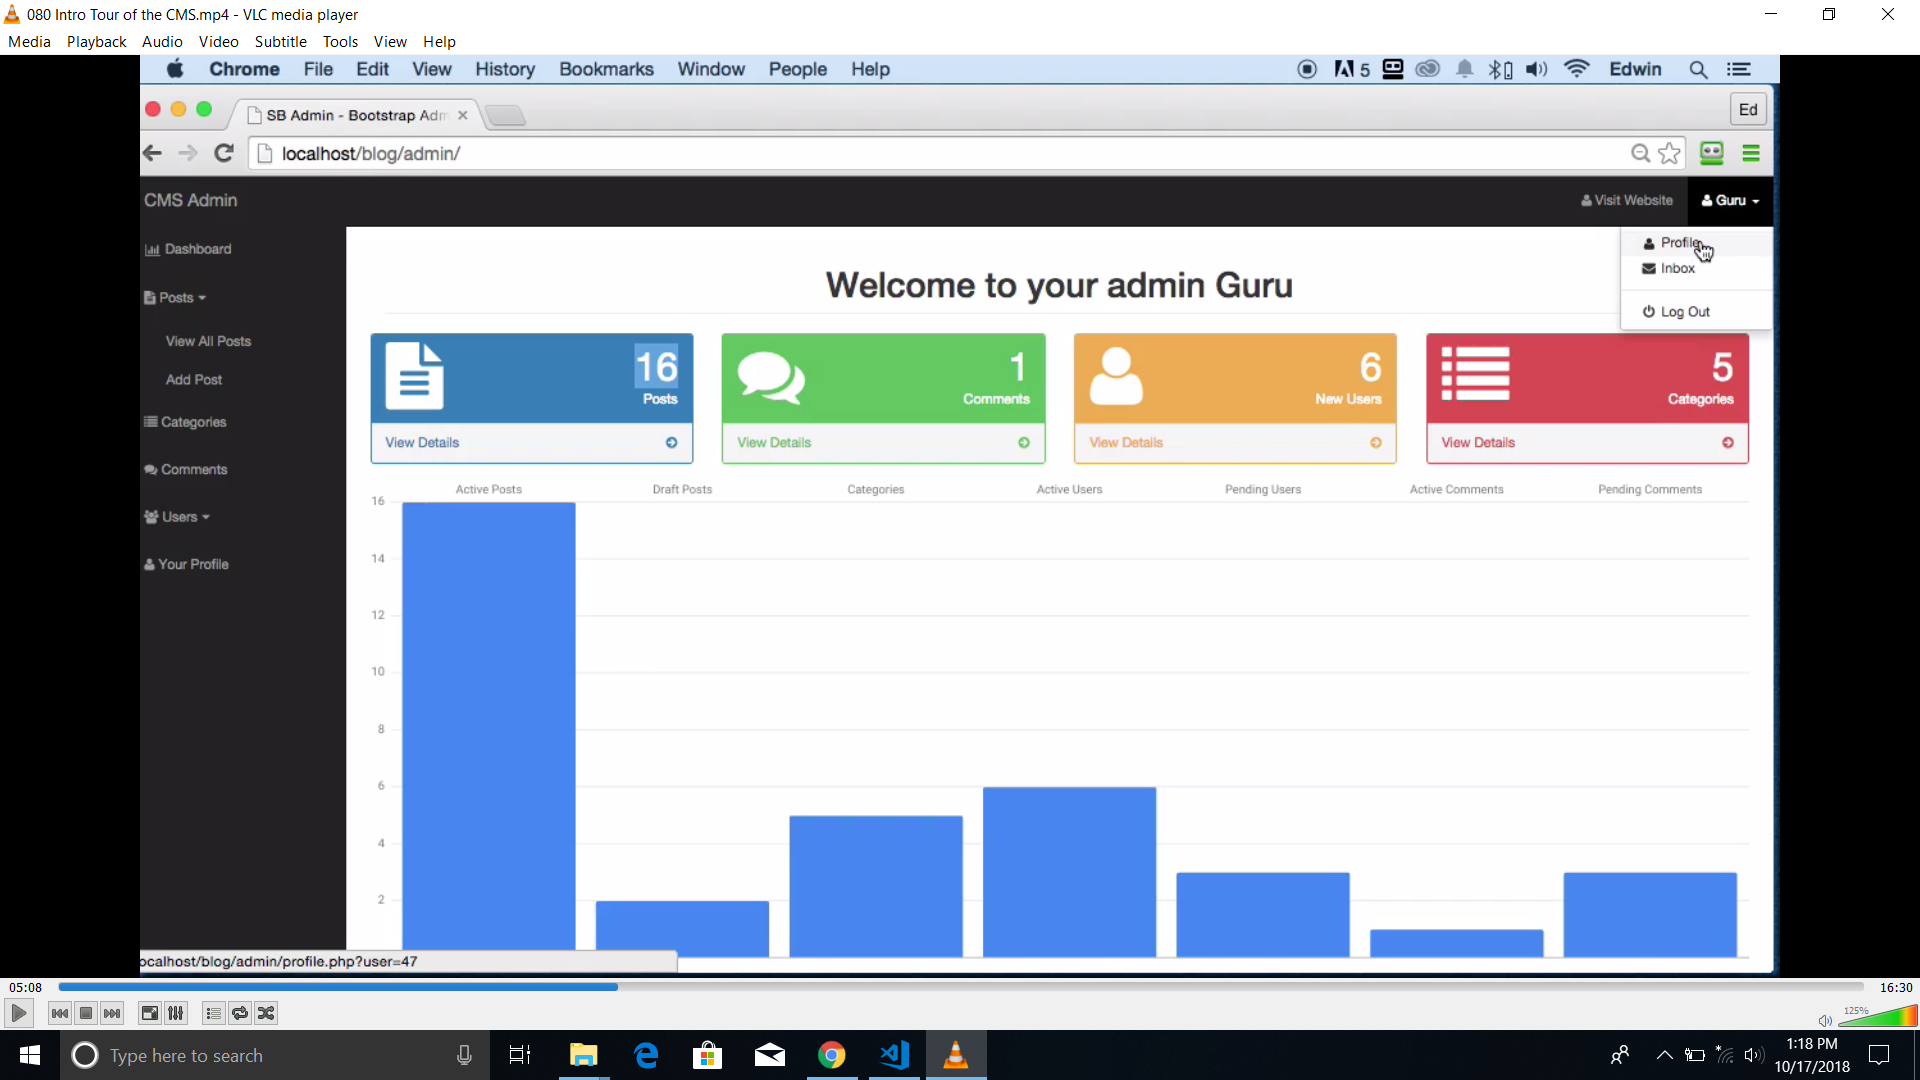 080 Intro Tour of the CMS.mp4 - VLC media player
Media Playback Audio Video Subtitle Tools View Help
Chrome File Edit View History Bookmarks Window People Help 5 Edwin
SB Admin - Bootstrap Adm Ed
localhost/blog/admin/
CMS Admin Visit Website Guru
Dashboard
Posts
View All Posts
Add Post
Categories
Comments
Users
Your Profile
Profile
Inbox
Log Out
Welcome to your admin Guru
16
Posts
View Details
1
Comments
View Details
6
New Users
View Details
5
Categories
View Details
Active Posts Draft Posts Categories Active Users Pending Users Active Comments Pending Comments
16
14
12
10
8
6
4
2
ocalhost/blog/admin/profile.php?user=47
05:08 16:30
125%
Type here to search
1:18 PM
10/17/2018